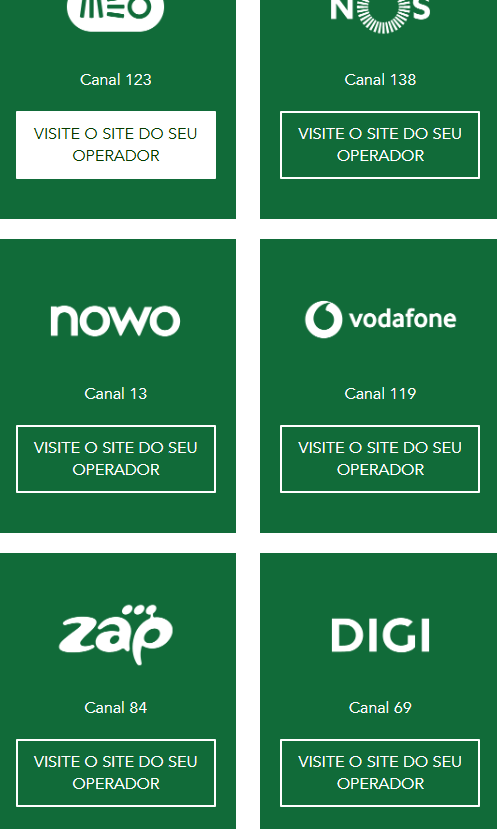 MEO
NOS
Canal 123
Canal 138
VISITE O SITE DO SEU
OPERADOR
VISITE O SITE DO SEU
OPERADOR
nowo
vodafone
Canal 13
Canal 119
VISITE O SITE DO SEU
OPERADOR
VISITE O SITE DO SEU
OPERADOR
zap
DIGI
Canal 84
Canal 69
VISITE O SITE DO SEU
OPERADOR
VISITE O SITE DO SEU
OPERADOR